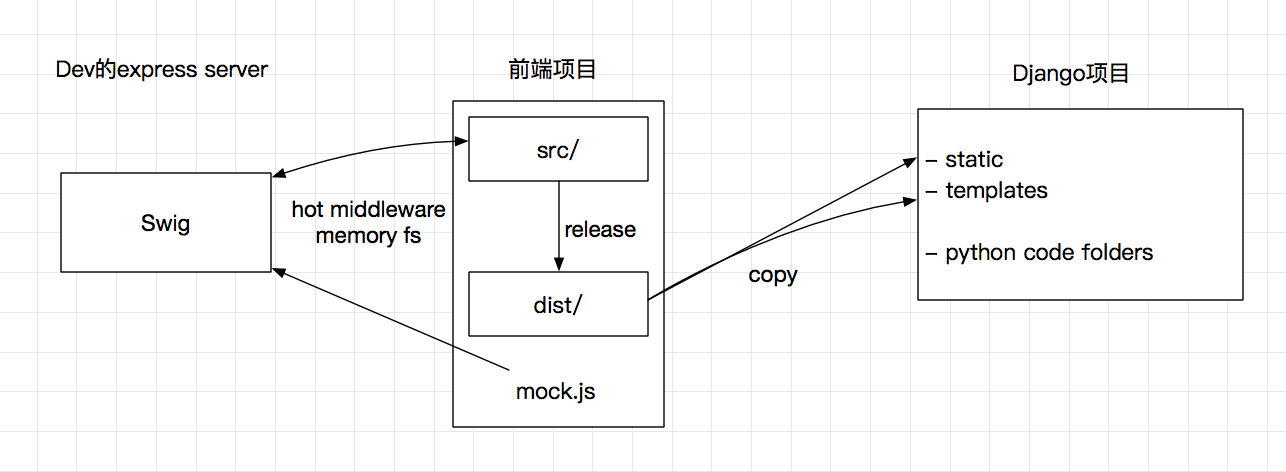 Dev的express server
前端项目
Django项目
src/
– static
– templates
Swig
hot middleware
memory fs
release
– python code folders
copy
dist/
mock.js